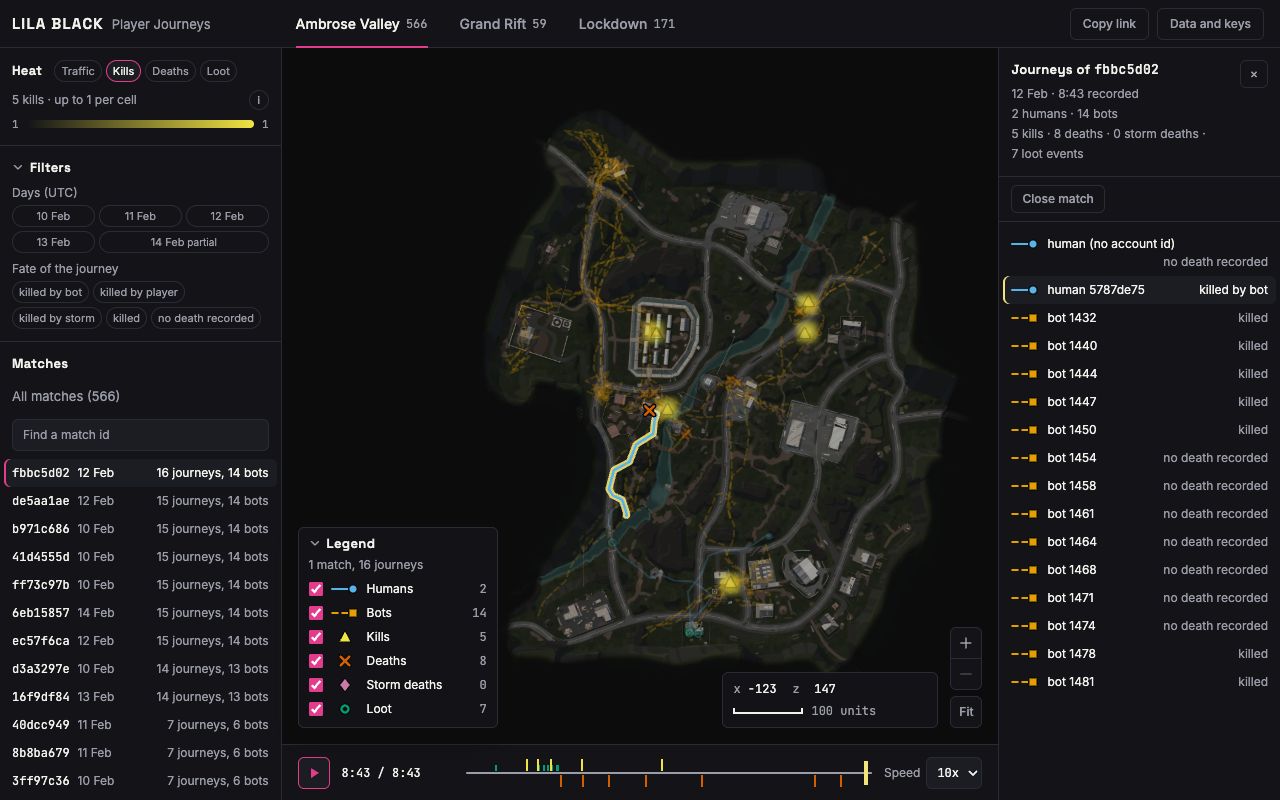 LILA BLACK Player Journeys
Ambrose Valley 566
Grand Rift 59
Lockdown 171
Copy link
Data and keys
Heat
Traffic
Kills
Deaths
Loot
5 kills · up to 1 per cell
i
1
1
Filters
Days (UTC)
10 Feb
11 Feb
12 Feb
13 Feb
14 Feb partial
Fate of the journey
killed by bot
killed by player
killed by storm
killed
no death recorded
Matches
All matches (566)
Find a match id
fbbc5d02 12 Feb 16 journeys, 14 bots
de5aa1ae 12 Feb 15 journeys, 14 bots
b971c686 10 Feb 15 journeys, 14 bots
41d4555d 10 Feb 15 journeys, 14 bots
ff73c97b 10 Feb 15 journeys, 14 bots
6eb15857 14 Feb 15 journeys, 14 bots
ec57f6ca 12 Feb 15 journeys, 14 bots
d3a3297e 10 Feb 14 journeys, 13 bots
16f9df84 13 Feb 14 journeys, 13 bots
40dcc949 11 Feb 7 journeys, 6 bots
8b8ba679 11 Feb 7 journeys, 6 bots
3ff97c36 10 Feb 7 journeys, 6 bots
Legend
1 match, 16 journeys
Humans 2
Bots 14
Kills 5
Deaths 8
Storm deaths 0
Loot 7
x -123 z 147
100 units
+
−
Fit
8:43 / 8:43
Speed 10x
Journeys of fbbc5d02
×
12 Feb · 8:43 recorded
2 humans · 14 bots
5 kills · 8 deaths · 0 storm deaths ·
7 loot events
Close match
human (no account id)
no death recorded
human 5787de75 killed by bot
bot 1432 killed
bot 1440 killed
bot 1444 killed
bot 1447 killed
bot 1450 killed
bot 1454 no death recorded
bot 1458 no death recorded
bot 1461 no death recorded
bot 1464 no death recorded
bot 1468 no death recorded
bot 1471 no death recorded
bot 1474 no death recorded
bot 1478 killed
bot 1481 killed